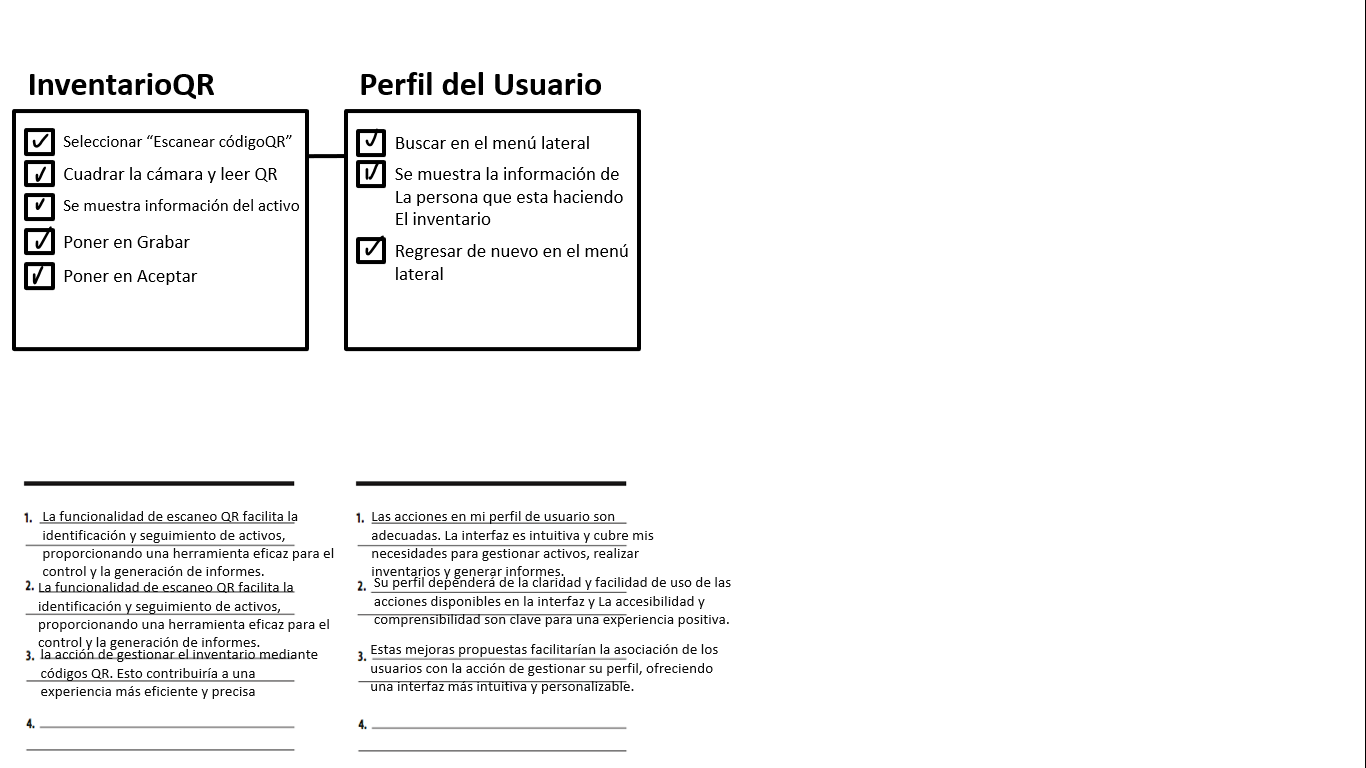 InventarioQR
Seleccionar “Escanear códigoQR”
Cuadrar la cámara y leer QR
Se muestra información del activo
Poner en Grabar
Poner en Aceptar
Perfil del Usuario
Buscar en el menú lateral
Se muestra la información de
La persona que esta haciendo
El inventario
Regresar de nuevo en el menú
lateral
1. La funcionalidad de escaneo QR facilita la
identificación y seguimiento de activos,
proporcionando una herramienta eficaz para el
control y la generación de informes.
2. La funcionalidad de escaneo QR facilita la
identificación y seguimiento de activos,
proporcionando una herramienta eficaz para el
control y la generación de informes.
3. la acción de gestionar el inventario mediante
códigos QR. Esto contribuiría a una
experiencia más eficiente y precisa
4.
1. Las acciones en mi perfil de usuario son
adecuadas. La interfaz es intuitiva y cubre mis
necesidades para gestionar activos, realizar
inventarios y generar informes.
2. Su perfil dependerá de la claridad y facilidad de uso de las
acciones disponibles en la interfaz y La accesibilidad y
comprensibilidad son clave para una experiencia positiva.
3. Estas mejoras propuestas facilitarían la asociación de los
usuarios con la acción de gestionar su perfil, ofreciendo
una interfaz más intuitiva y personalizable.
4.